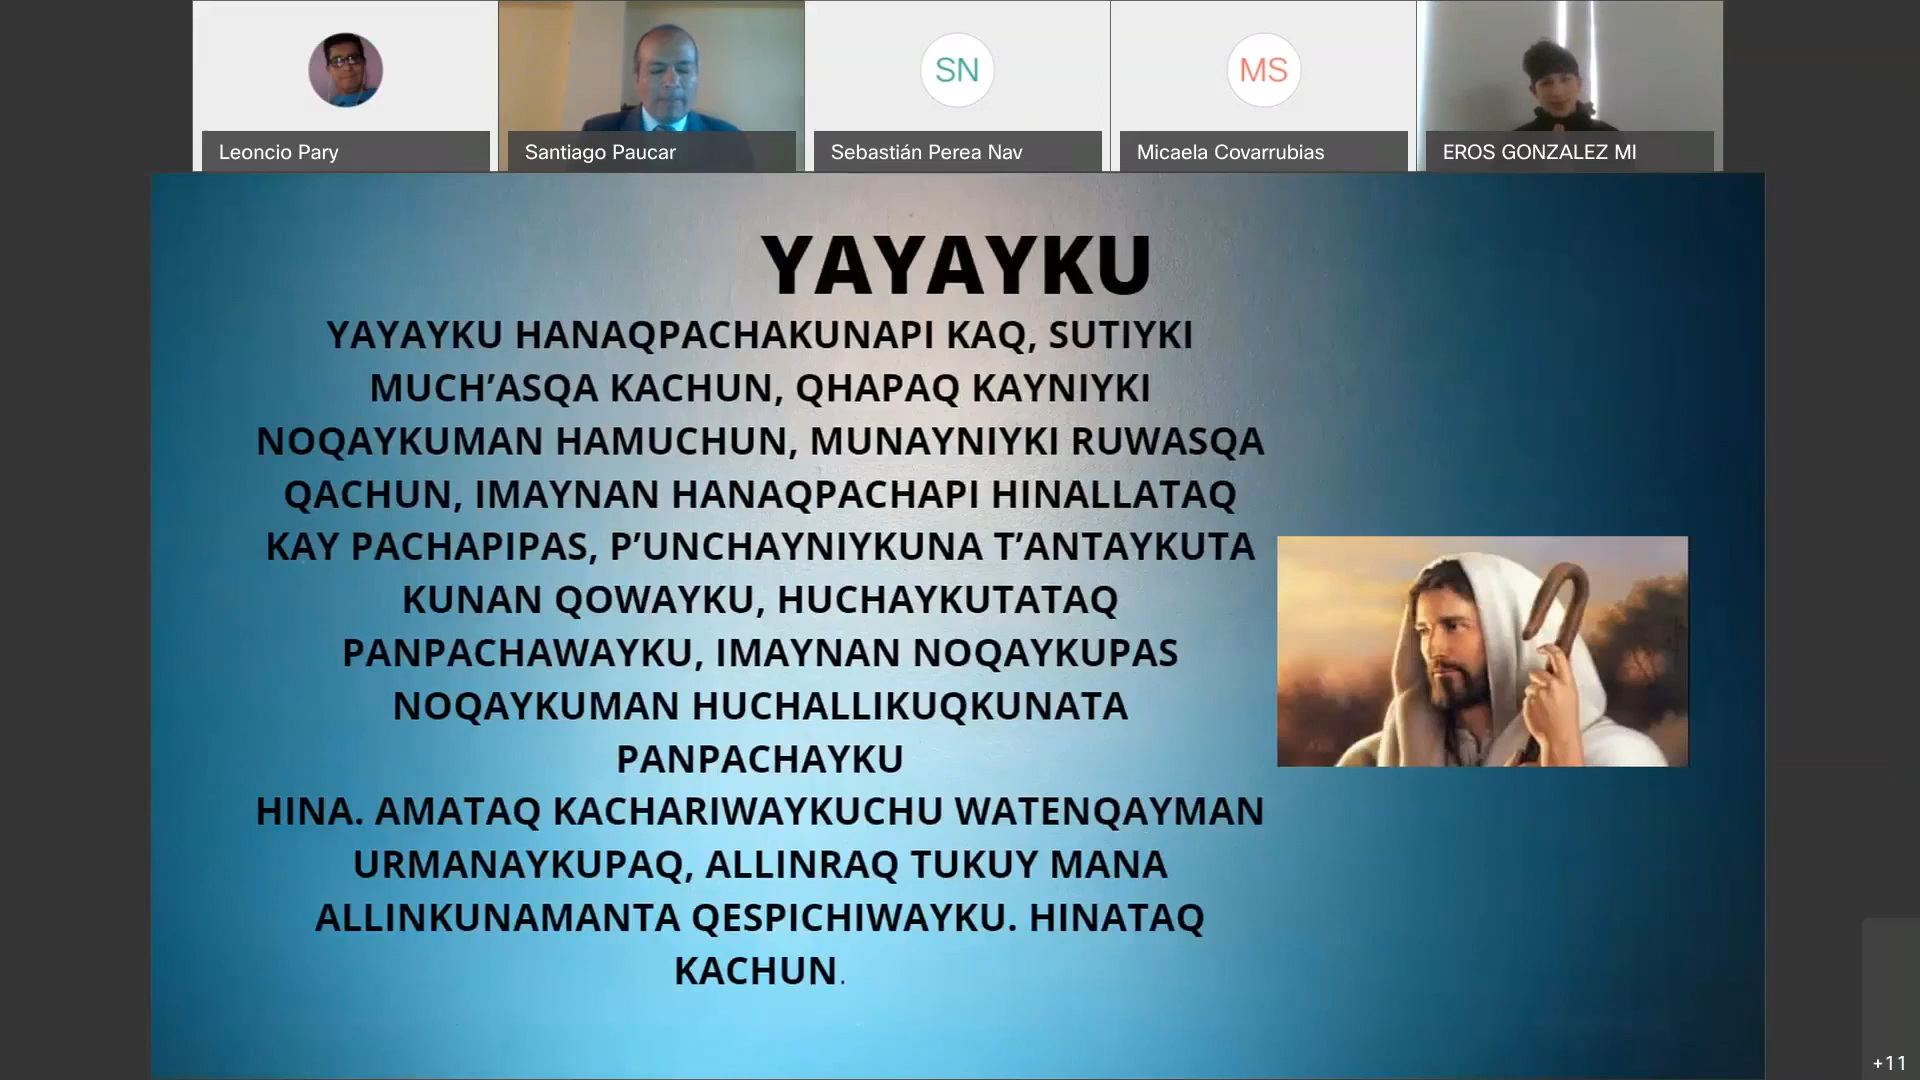 Leoncio Pary
Santiago Paucar
SN
Sebastián Perea Nav
MS
Micaela Covarrubias
EROS GONZALEZ MI
YAYAYKU
YAYAYKU HANAQPACHAKUNAPI KAQ, SUTIYKI
MUCH’ASQA KACHUN, QHAPAQ KAYNIYKI
NOQAYKUMAN HAMUCHUN, MUNAYNIYKI RUWASQA
QACHUN, IMAYNAN HANAQPACHAPI HINALLATAQ
KAY PACHAPIPAS, P’UNCHAYNIYKUNA T’ANTAYKUTA
KUNAN QOWAYKU, HUCHAYKUTATAQ
PANPACHAWAYKU, IMAYNAN NOQAYKUPAS
NOQAYKUMAN HUCHALLIKUQKUNATA
PANPACHAYKU
HINA. AMATAQ KACHARIWAYKUCHU WATENQAYMAN
URMANAYKUPAQ, ALLINRAQ TUKUY MANA
ALLINKUNAMANTA QESPICHIWAYKU. HINATAQ
KACHUN.
+11